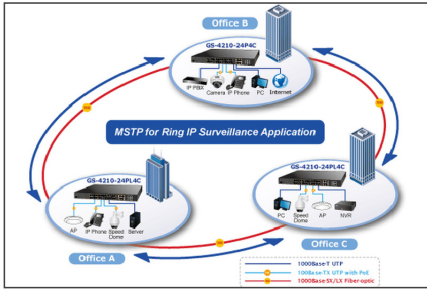 Office B
GS-4210-24P4C
IP PBX Camera IP Phone PC Internet
MSTP for Ring IP Surveillance Application
GS-4210-24PL4C
AP IP Phone Speed Dome Server
Office A
GS-4210-24PL4C
PC Speed Dome AP NVR
Office C
1000Base-T UTP
1000Base-TX UTP with PoE
1000Base-SX/LX Fiber-optic